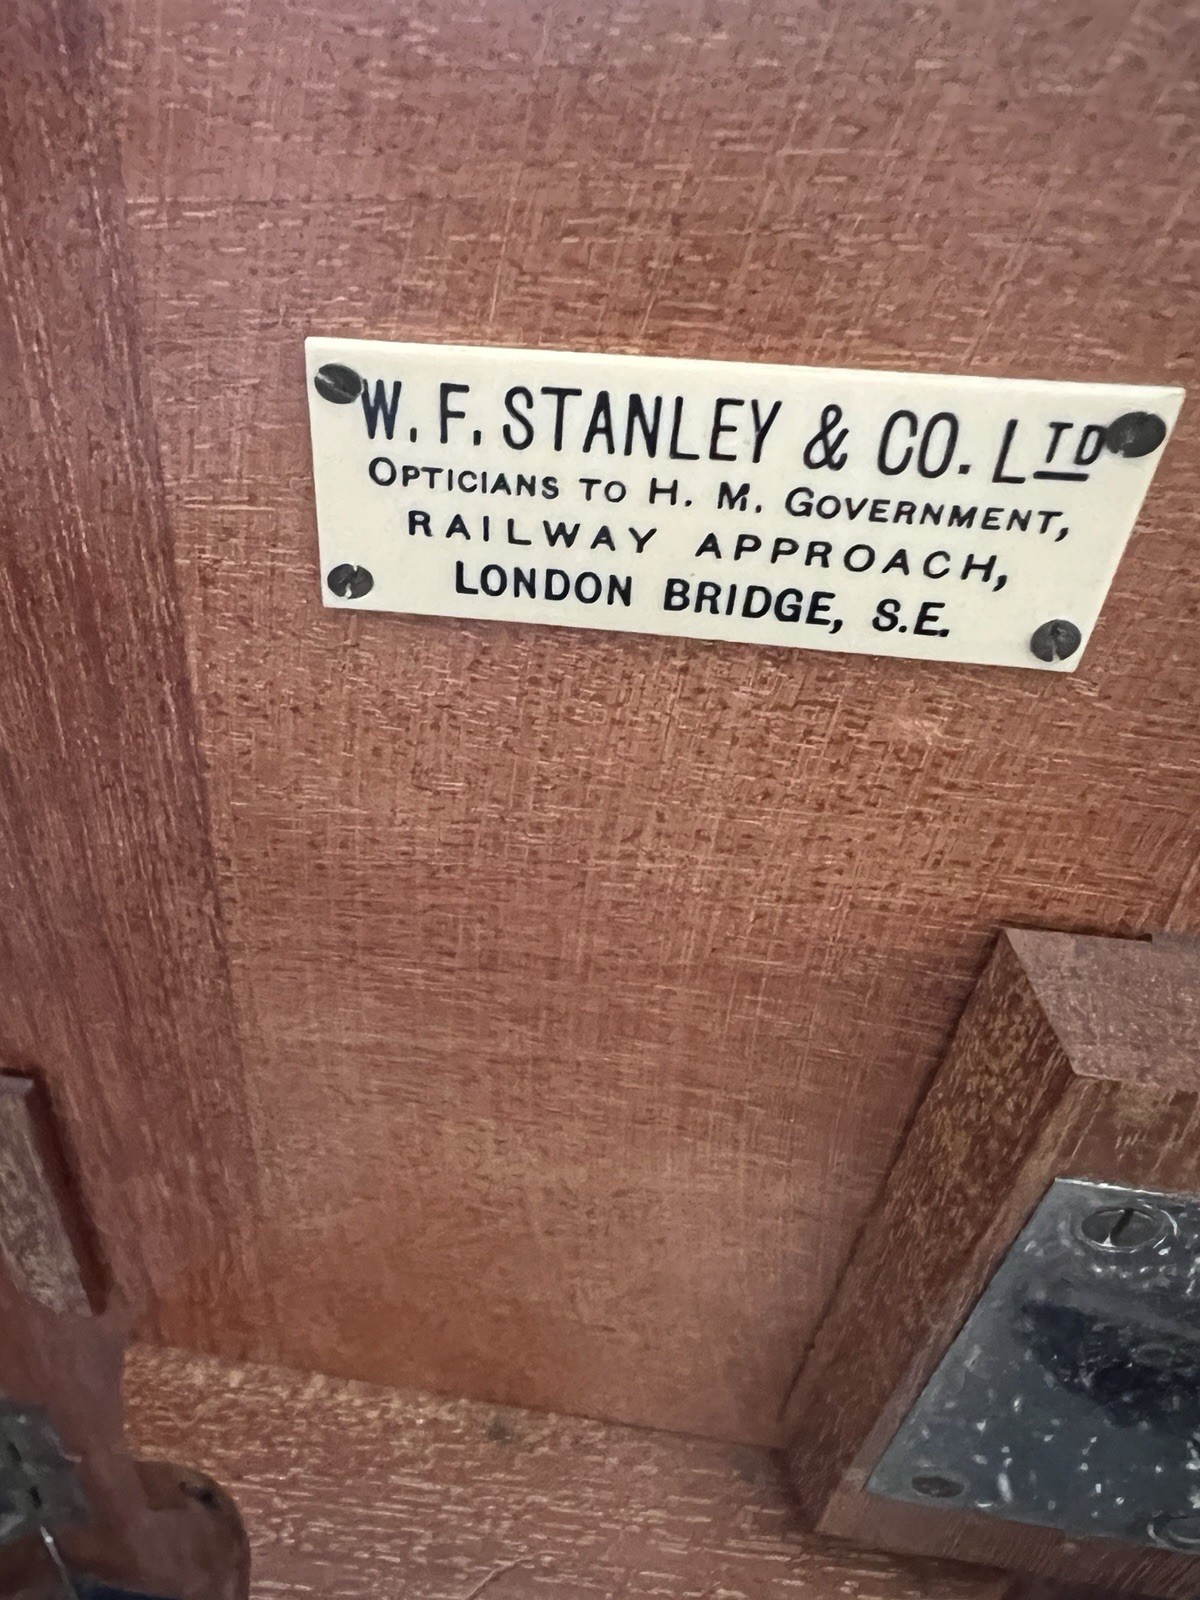 W. F. STANLEY & CO. LTD
OPTICIANS TO H. M. GOVERNMENT,
RAILWAY APPROACH,
LONDON BRIDGE, S.E.